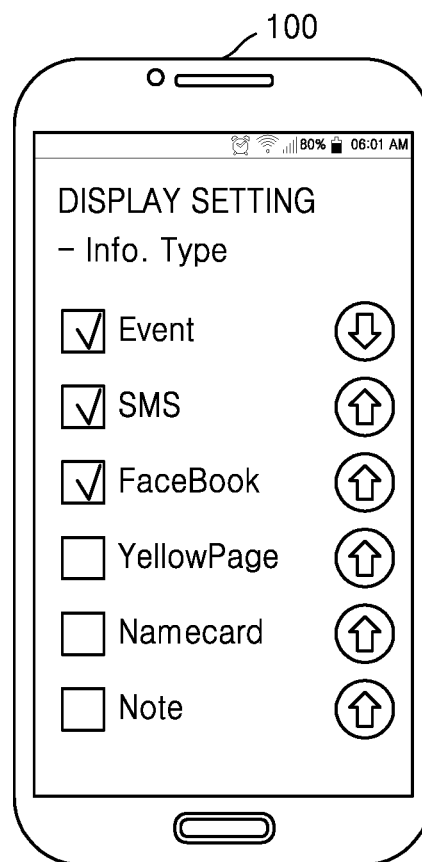 100
80% 06:01 AM
DISPLAY SETTING
– Info. Type
Event
SMS
FaceBook
YellowPage
Namecard
Note